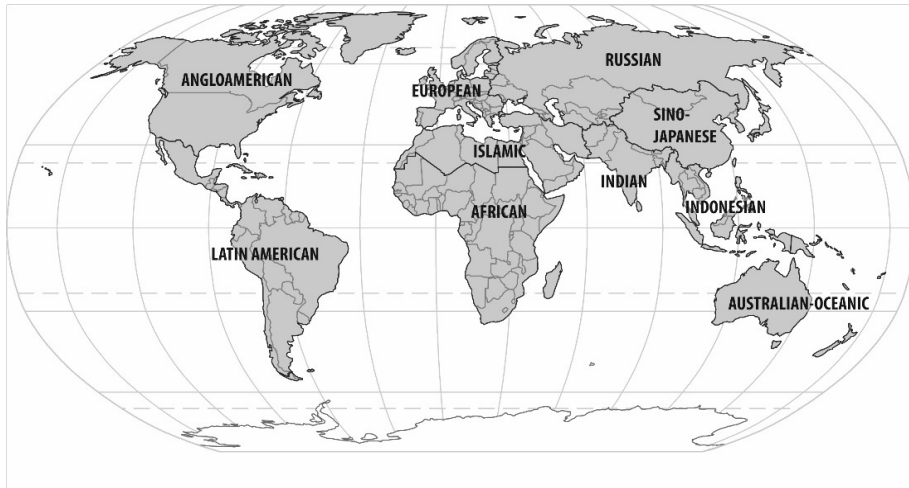 RUSSIAN
ANGLOAMERICAN
EUROPEAN
SINO-
JAPANESE
ISLAMIC
INDIAN
INDONESIAN
AFRICAN
LATIN AMERICAN
AUSTRALIAN-OCEANIC